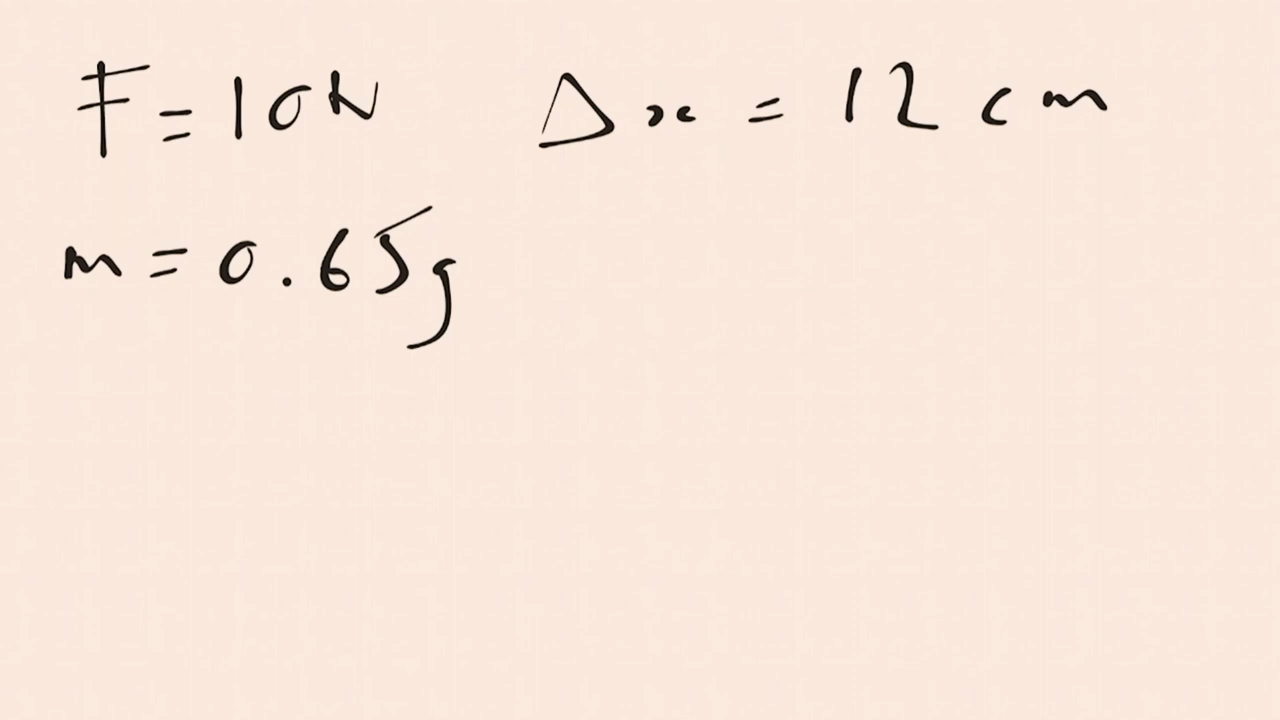 F = 10N Δx = 12 cm
m = 0.65g